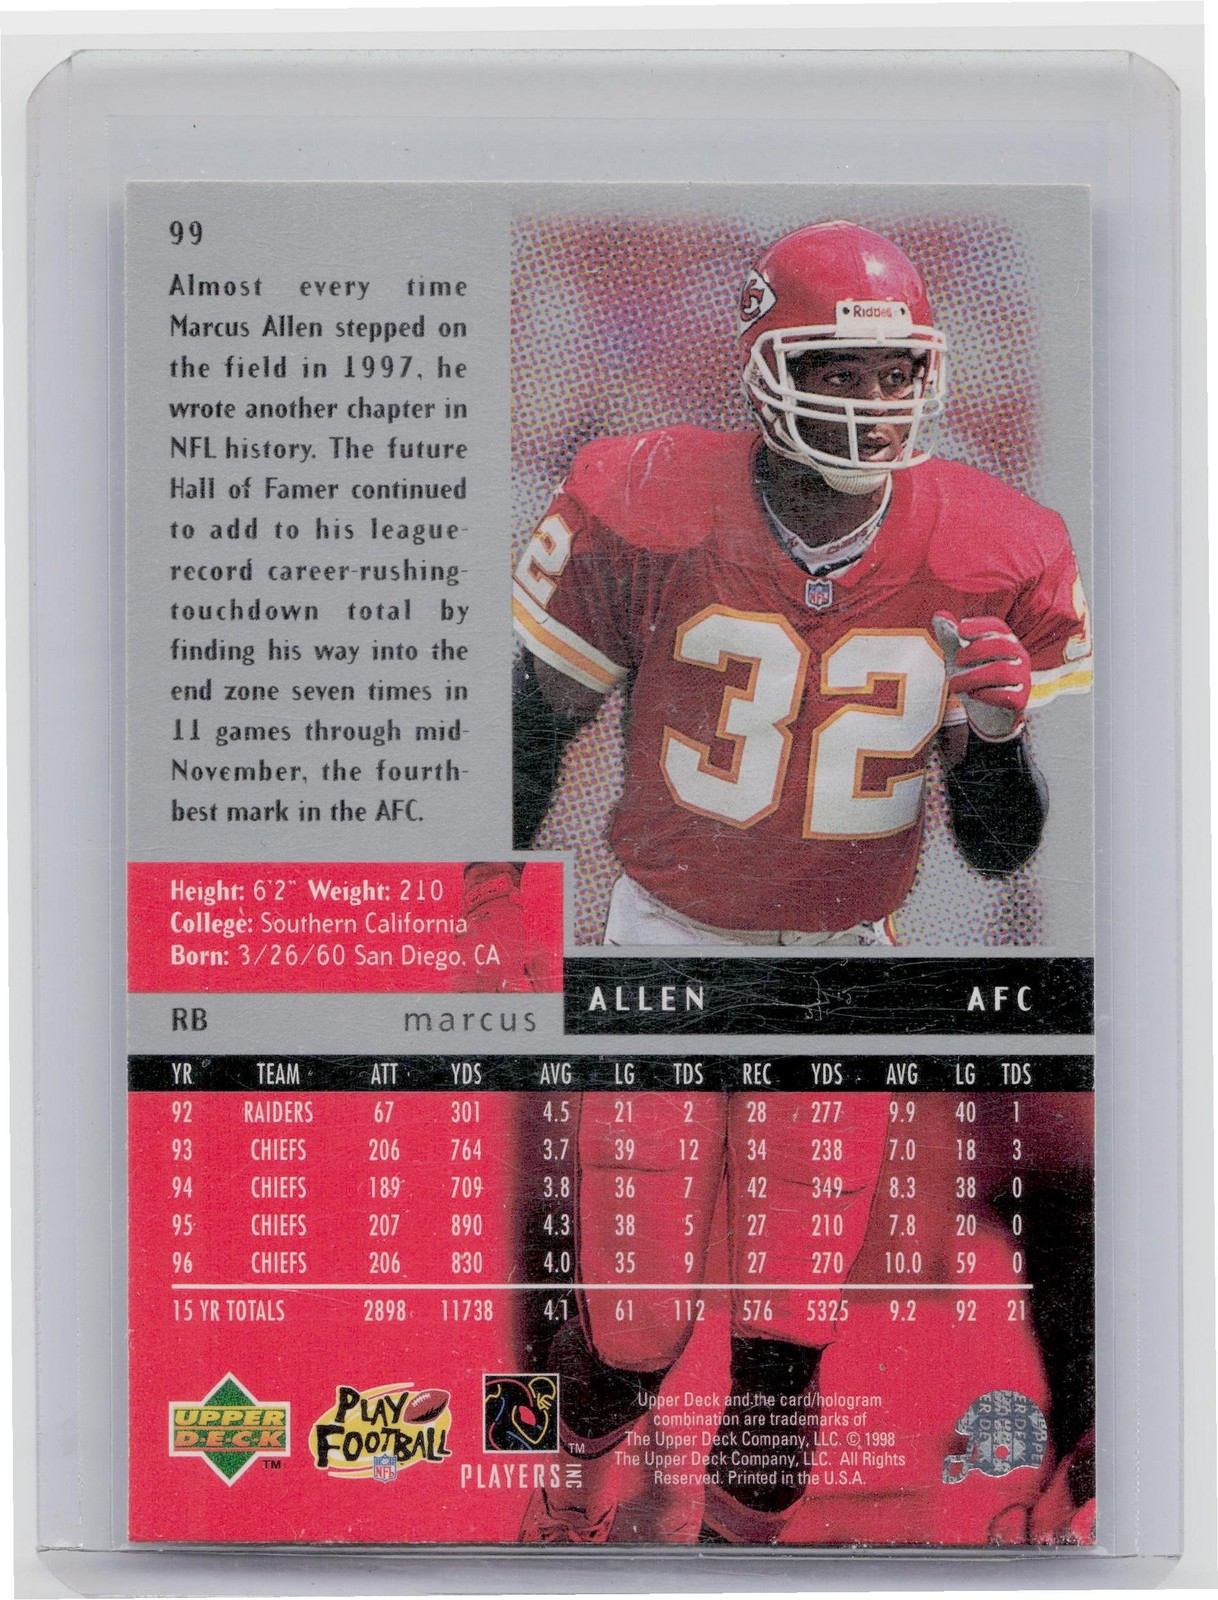 99
Almost every time
Marcus Allen stepped on
the field in 1997, he
wrote another chapter in
NFL history. The future
Hall of Famer continued
to add to his league-
record career-rushing-
touchdown total by
finding his way into the
end zone seven times in
11 games through mid-
November, the fourth-
best mark in the AFC.
Riddell
CHIEFS
NFL
32
32
Height: 6'2" Weight: 210
College: Southern California
Born: 3/26/60 San Diego, CA
RB marcus ALLEN AFC
YR TEAM ATT YDS AVG LG TDS REC YDS AVG LG TDS
92 RAIDERS 67 301 4.5 21 2 28 277 9.9 40 1
93 CHIEFS 206 764 3.7 39 12 34 238 7.0 18 3
94 CHIEFS 189 709 3.8 36 7 42 349 8.3 38 0
95 CHIEFS 207 890 4.3 38 5 27 210 7.8 20 0
96 CHIEFS 206 830 4.0 35 9 27 270 10.0 59 0
15 YR TOTALS 2898 11738 4.1 61 112 576 5325 9.2 92 21
UPPER
DECK
TM
PLAY
FOOTBALL
NFL
TM
PLAYERS INC
Upper Deck and the card/hologram
combination are trademarks of
The Upper Deck Company, LLC. © 1998
The Upper Deck Company, LLC. All Rights
Reserved. Printed in the U.S.A.